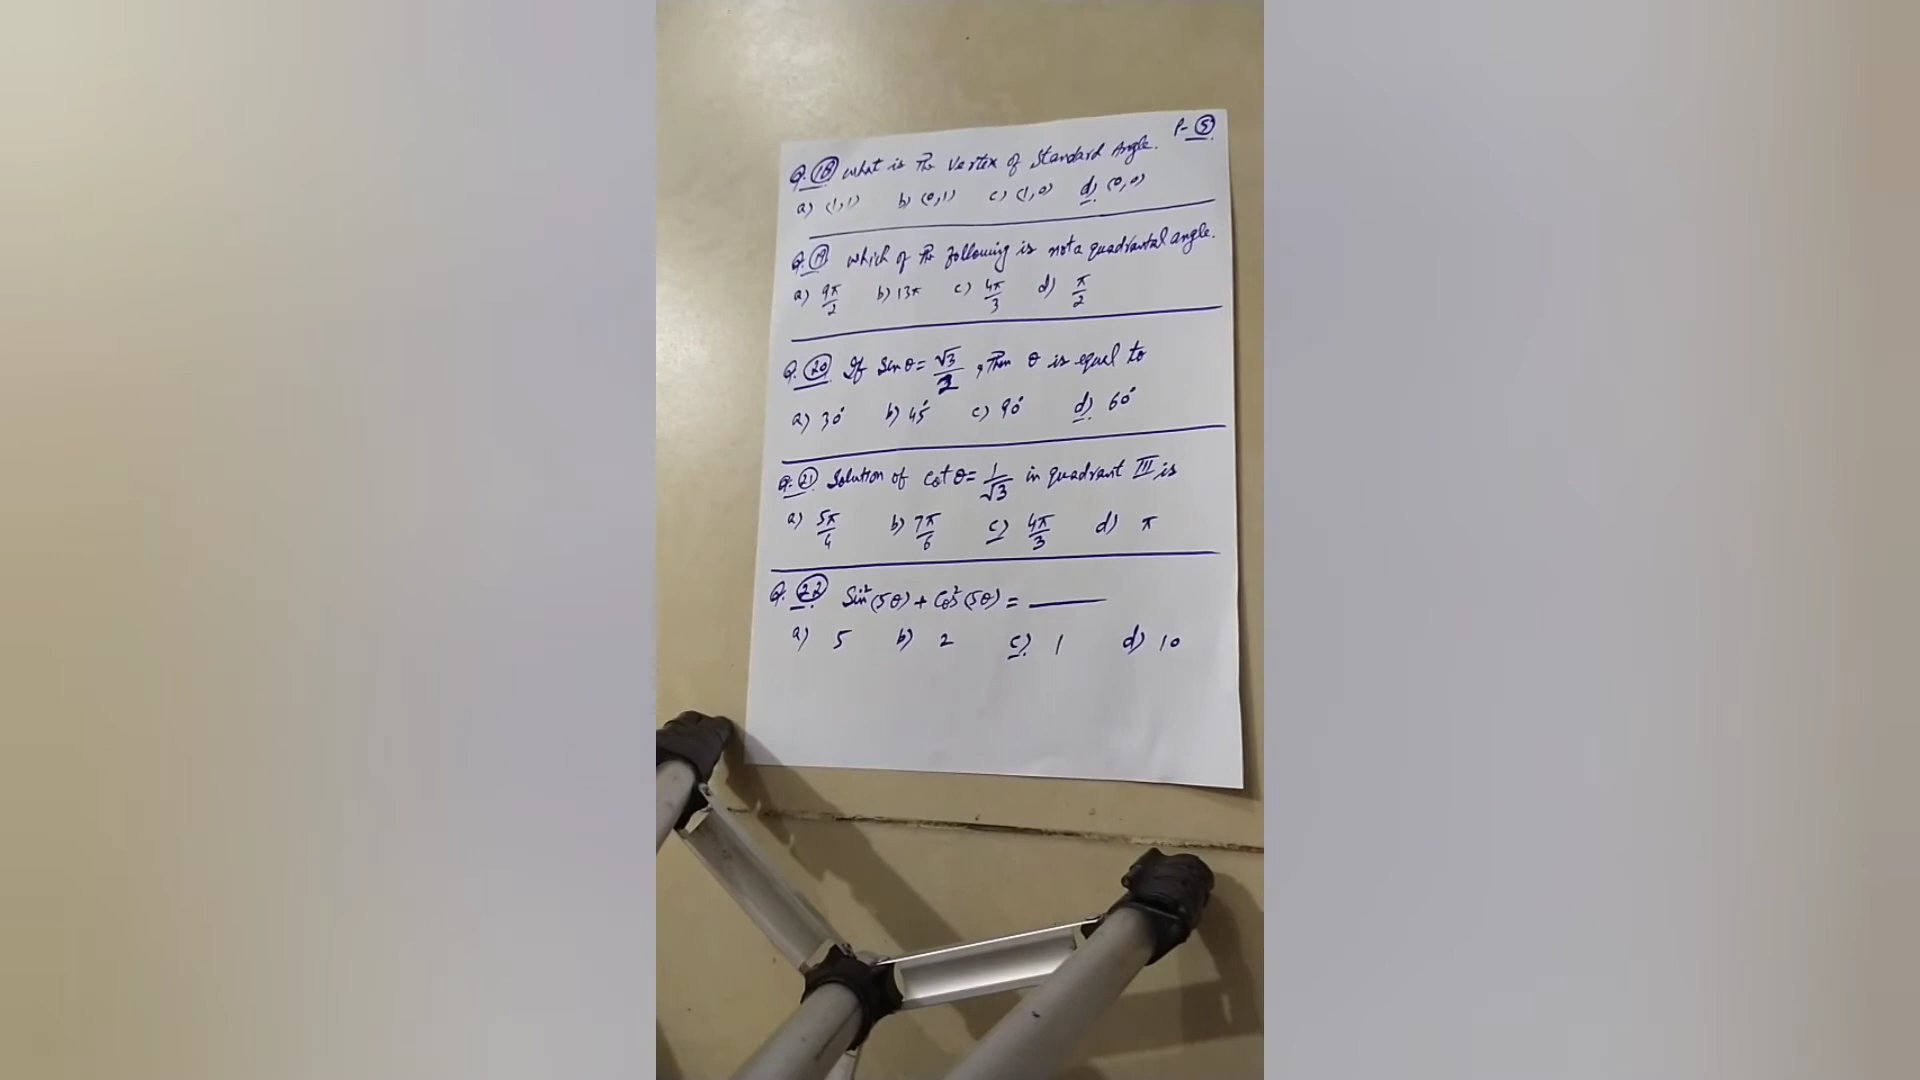 P-5
Q.18 What is the Vertex of Standard Angle.
a) (1,1) b) (0,1) c) (1,0) d) (0,0)
Q.19 Which of the following is not a quadrantal angle.
a) 9π/2 b) 13π c) 4π/3 d) π/2
Q.20 If Sin θ = √3/2, Then θ is equal to
a) 30° b) 45° c) 90° d) 60°
Q.21 Solution of Cot θ = 1/√3 in quadrant III is
a) 5π/4 b) 7π/6 c) 4π/3 d) π
Q.22 Sin²(5θ) + Cos²(5θ) = ____
a) 5 b) 2 c) 1 d) 10